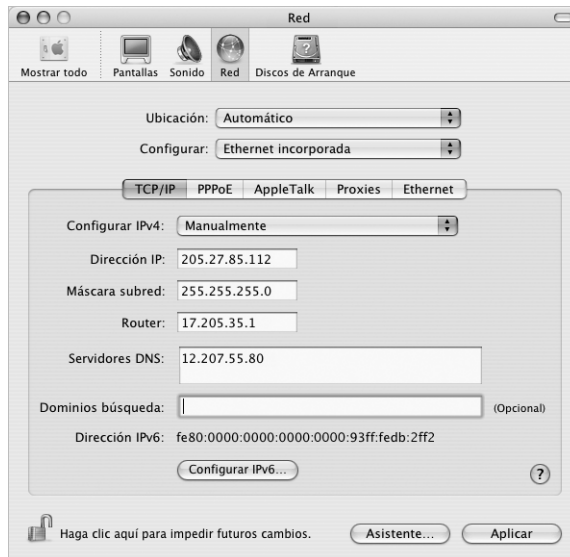 Red
Mostrar todo Pantallas Sonido Red Discos de Arranque
Ubicación: Automático
Configurar: Ethernet incorporada
TCP/IP PPPoE AppleTalk Proxies Ethernet
Configurar IPv4: Manualmente
Dirección IP: 205.27.85.112
Máscara subred: 255.255.255.0
Router: 17.205.35.1
Servidores DNS: 12.207.55.80
Dominios búsqueda: (Opcional)
Dirección IPv6: fe80:0000:0000:0000:0000:93ff:fedb:2ff2
Configurar IPv6... ?
Haga clic aquí para impedir futuros cambios. Asistente... Aplicar